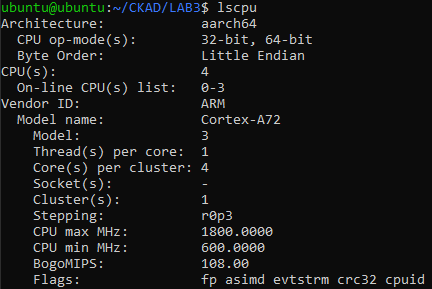 ubuntu@ubuntu:~/CKAD/LAB3$ lscpu
Architecture: aarch64
CPU op-mode(s): 32-bit, 64-bit
Byte Order: Little Endian
CPU(s): 4
On-line CPU(s) list: 0-3
Vendor ID: ARM
Model name: Cortex-A72
Model: 3
Thread(s) per core: 1
Core(s) per cluster: 4
Socket(s): -
Cluster(s): 1
Stepping: r0p3
CPU max MHz: 1800.0000
CPU min MHz: 600.0000
BogoMIPS: 108.00
Flags: fp asimd evtstrm crc32 cpuid